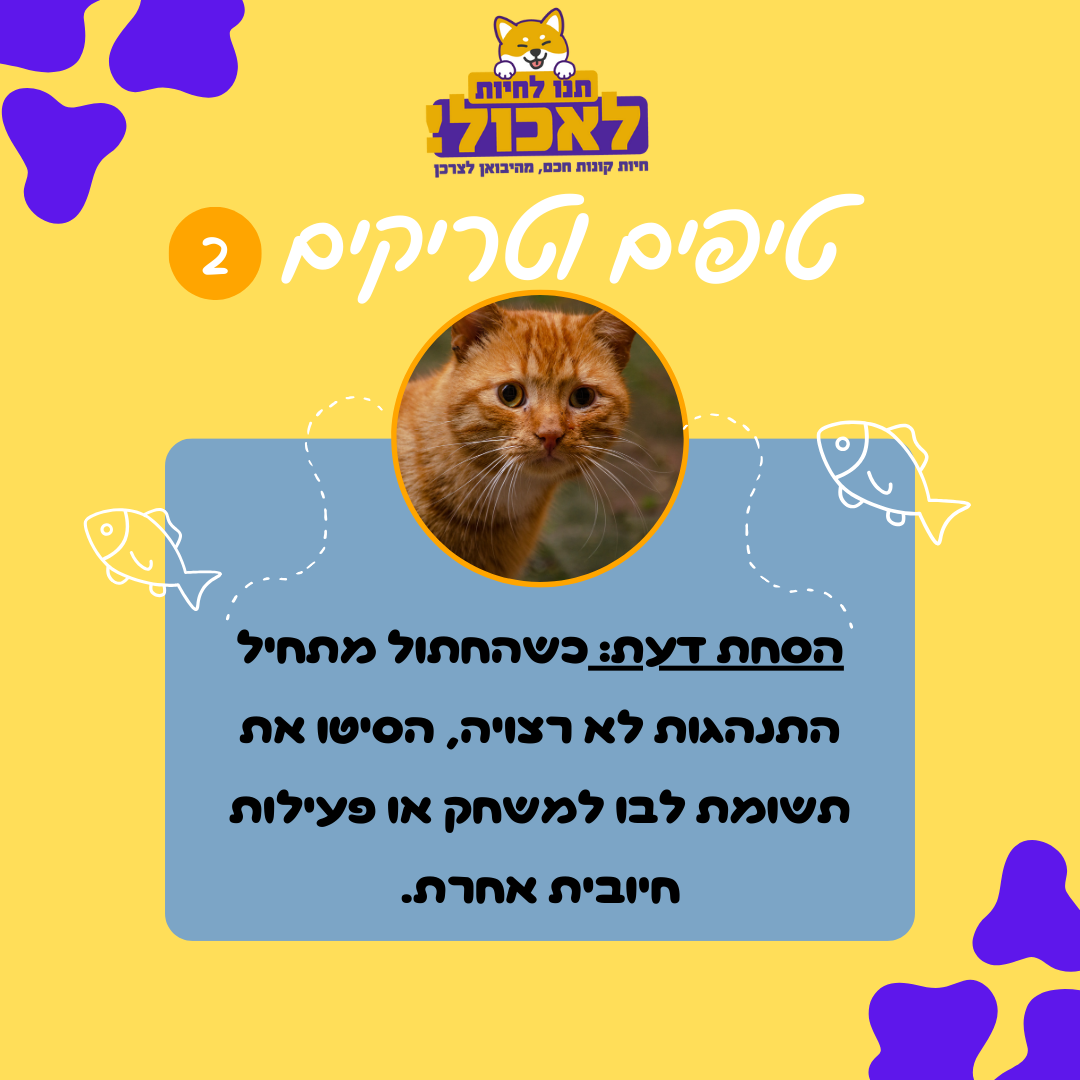 תנו לחיות
לאכול!
חיות קונות חכם, מהיבואן לצרכן
טיפים וטריקים 2
הסחת דעת: כשהחתול מתחיל
התנהגות לא רצויה, הסיטו את
תשומת לבו למשחק או פעילות
חיובית אחרת.